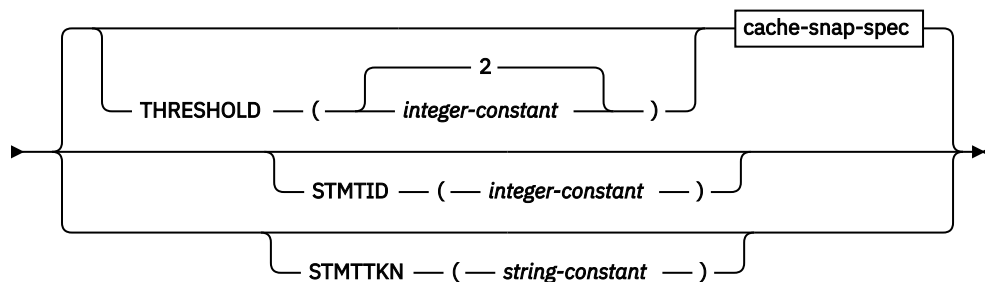 cache-snap-spec
2
THRESHOLD ( integer-constant )
STMTID ( integer-constant )
STMTTKN ( string-constant )